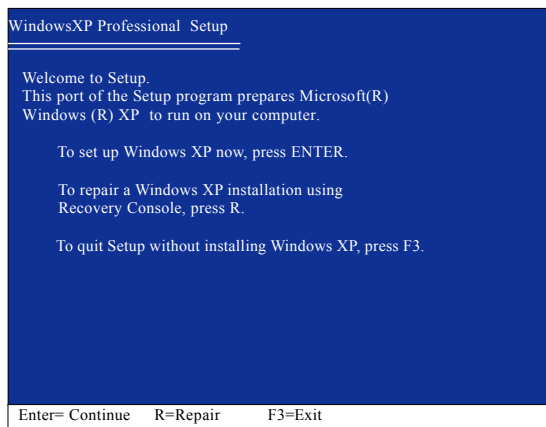 WindowsXP Professional Setup
Welcome to Setup.
This port of the Setup program prepares Microsoft(R)
Windows (R) XP to run on your computer.
To set up Windows XP now, press ENTER.
To repair a Windows XP installation using
Recovery Console, press R.
To quit Setup without installing Windows XP, press F3.
Enter= Continue R=Repair F3=Exit